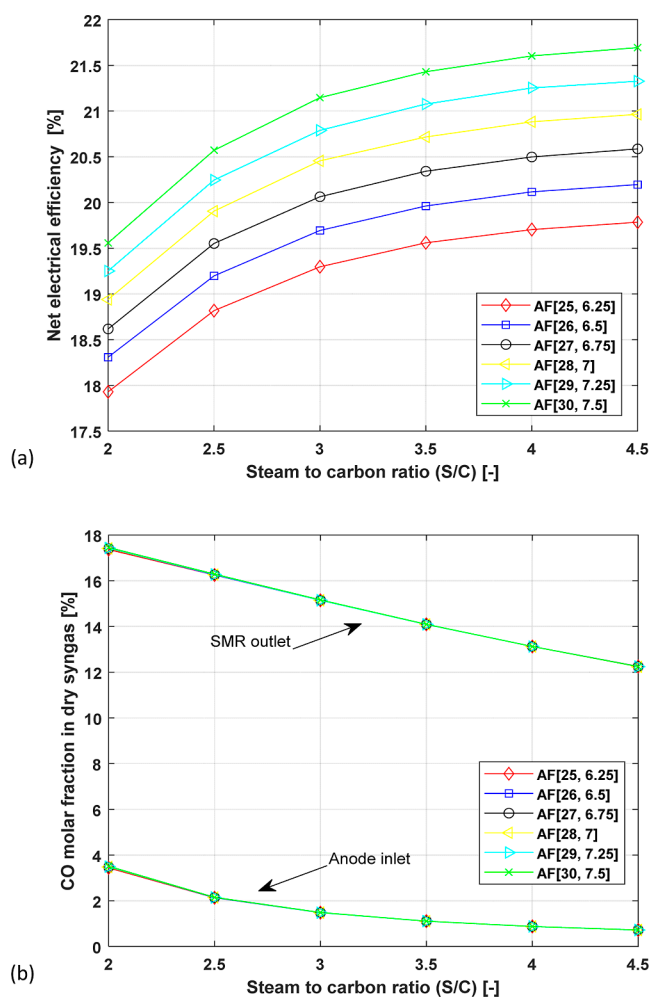 22
21.5
21
20.5
20
19.5
19
18.5
18
17.5
Net electrical efficiency [%]
AF[25, 6.25]
AF[26, 6.5]
AF[27, 6.75]
AF[28, 7]
AF[29, 7.25]
AF[30, 7.5]
2 2.5 3 3.5 4 4.5
Steam to carbon ratio (S/C) [-]
(a)
18
16
14
12
10
8
6
4
2
0
CO molar fraction in dry syngas [%]
SMR outlet
AF[25, 6.25]
AF[26, 6.5]
AF[27, 6.75]
AF[28, 7]
AF[29, 7.25]
AF[30, 7.5]
Anode inlet
2 2.5 3 3.5 4 4.5
Steam to carbon ratio (S/C) [-]
(b)